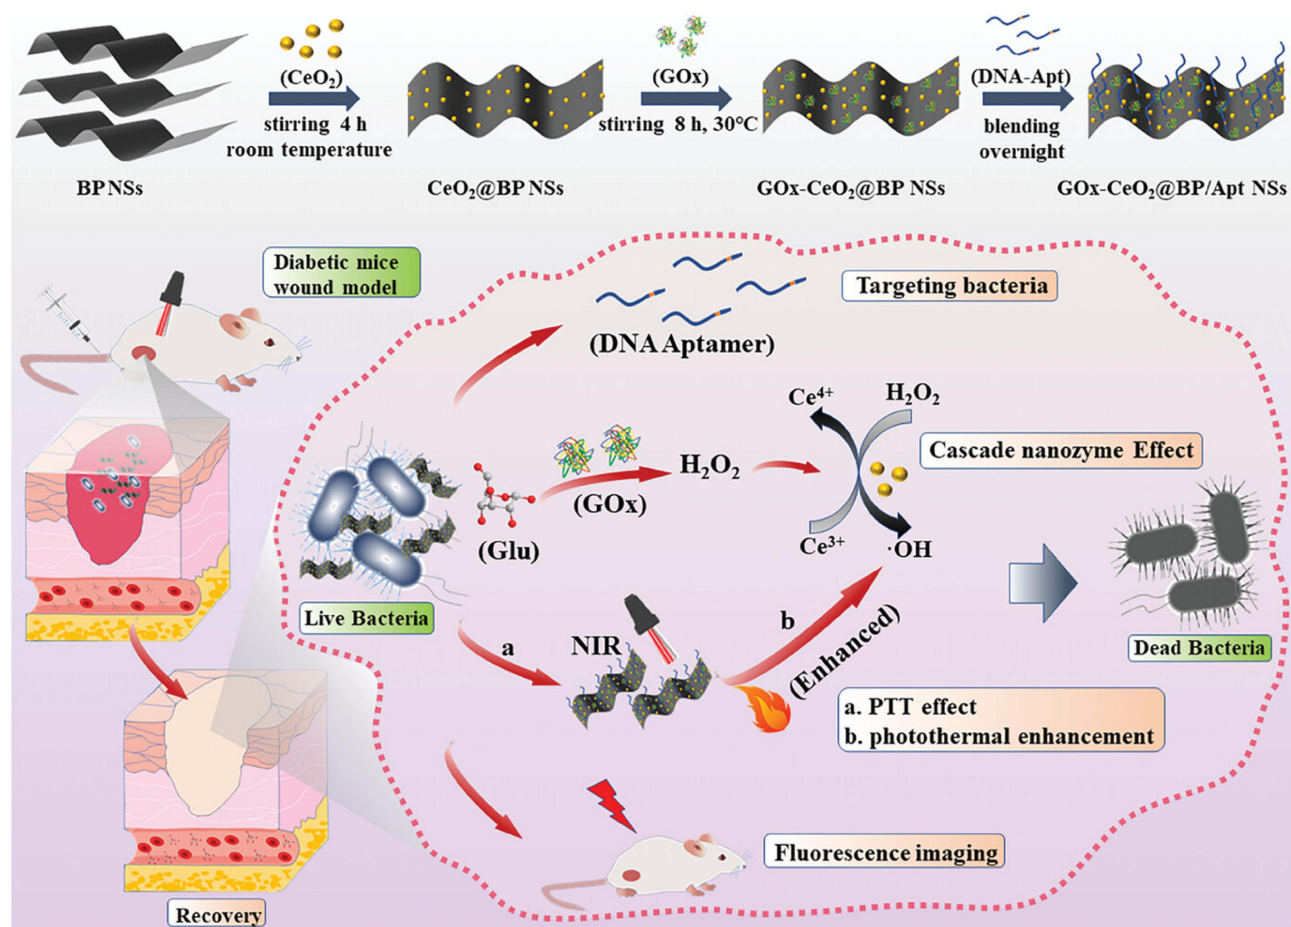 (CeO₂)
stirring 4 h
room temperature
(GOx)
stirring 8 h, 30°C
(DNA-Apt)
blending
overnight
BP NSs
CeO₂@BP NSs
GOx-CeO₂@BP NSs
GOx-CeO₂@BP/Apt NSs
Diabetic mice
wound model
Targeting bacteria
(DNA Aptamer)
Ce⁴⁺
H₂O₂
(GOx)
H₂O₂
Cascade nanozyme Effect
(Glu)
Ce³⁺
·OH
Live Bacteria
a
NIR
b
(Enhanced)
Dead Bacteria
a. PTT effect
b. photothermal enhancement
Fluorescence imaging
Recovery